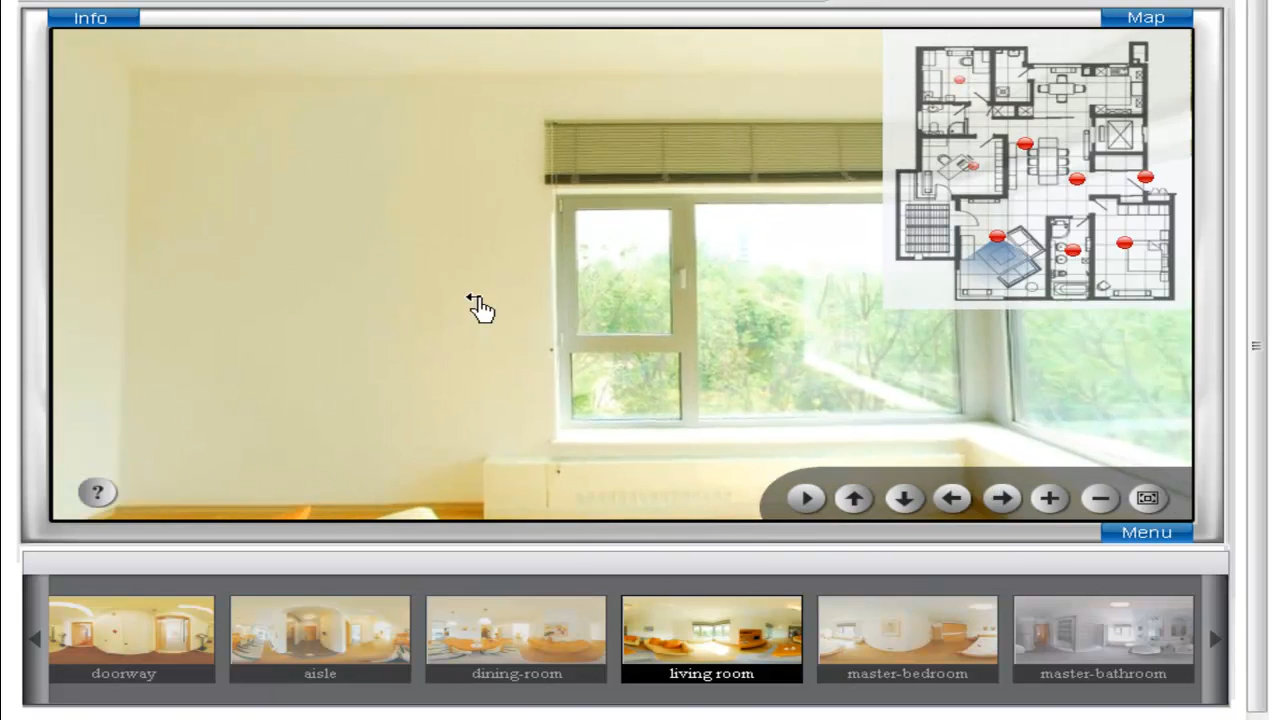 Info
Map
?
Menu
doorway
aisle
dining-room
living room
master-bedroom
master-bathroom